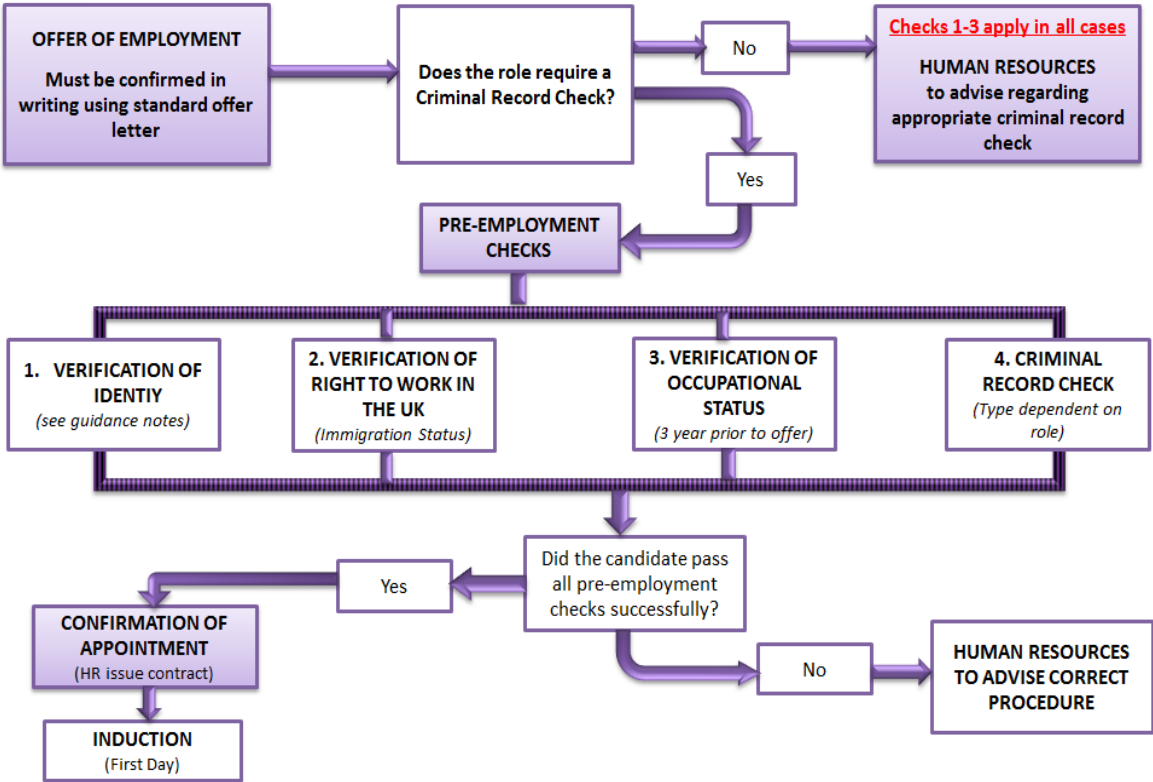 OFFER OF EMPLOYMENT
Must be confirmed in
writing using standard offer
letter
Does the role require a
Criminal Record Check?
No
Checks 1-3 apply in all cases
HUMAN RESOURCES
to advise regarding
appropriate criminal record
check
Yes
PRE-EMPLOYMENT
CHECKS
1. VERIFICATION OF
IDENTIY
(see guidance notes)
2. VERIFICATION OF
RIGHT TO WORK IN
THE UK
(Immigration Status)
3. VERIFICATION OF
OCCUPATIONAL
STATUS
(3 year prior to offer)
4. CRIMINAL
RECORD CHECK
(Type dependent on
role)
Did the candidate pass
all pre-employment
checks successfully?
Yes
CONFIRMATION OF
APPOINTMENT
(HR issue contract)
No
HUMAN RESOURCES
TO ADVISE CORRECT
PROCEDURE
INDUCTION
(First Day)